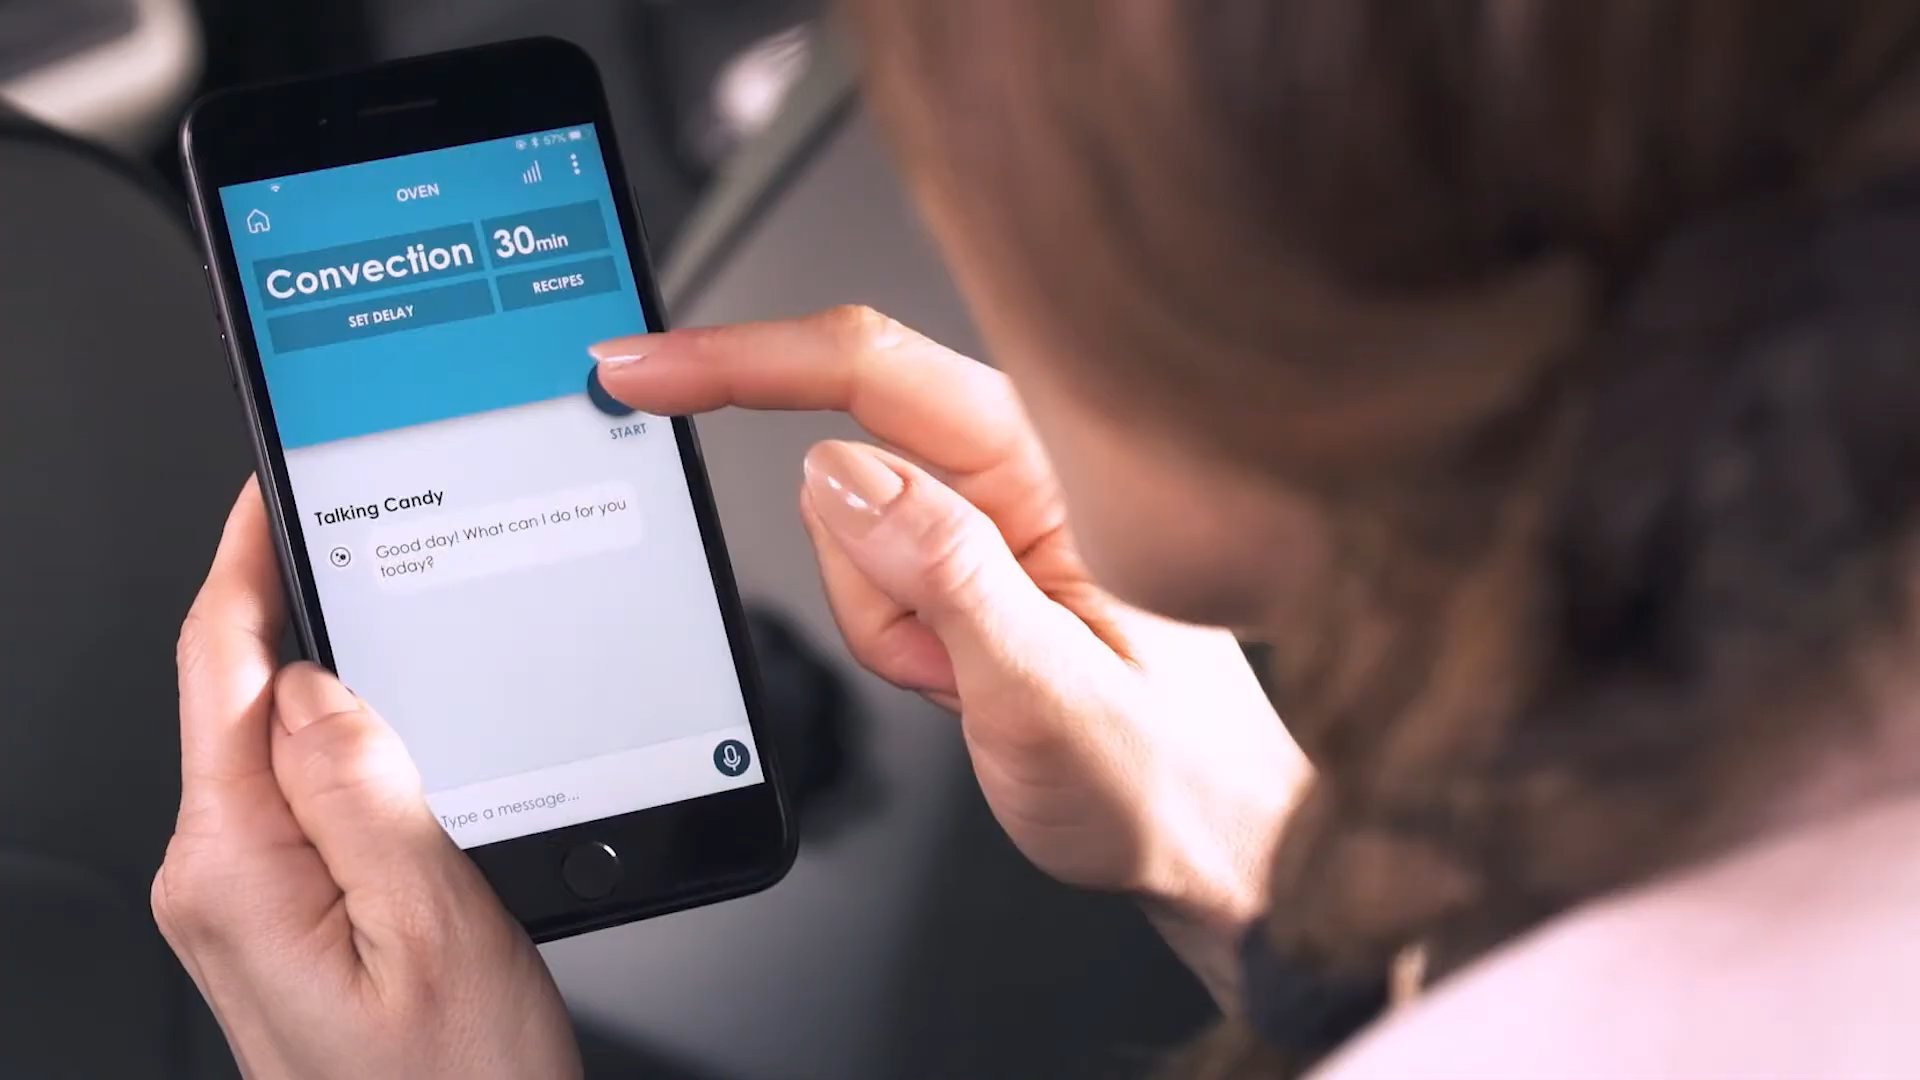 57%
OVEN
Convection
30min
SET DELAY
RECIPES
START
Talking Candy
Good day! What can I do for you
today?
Type a message...